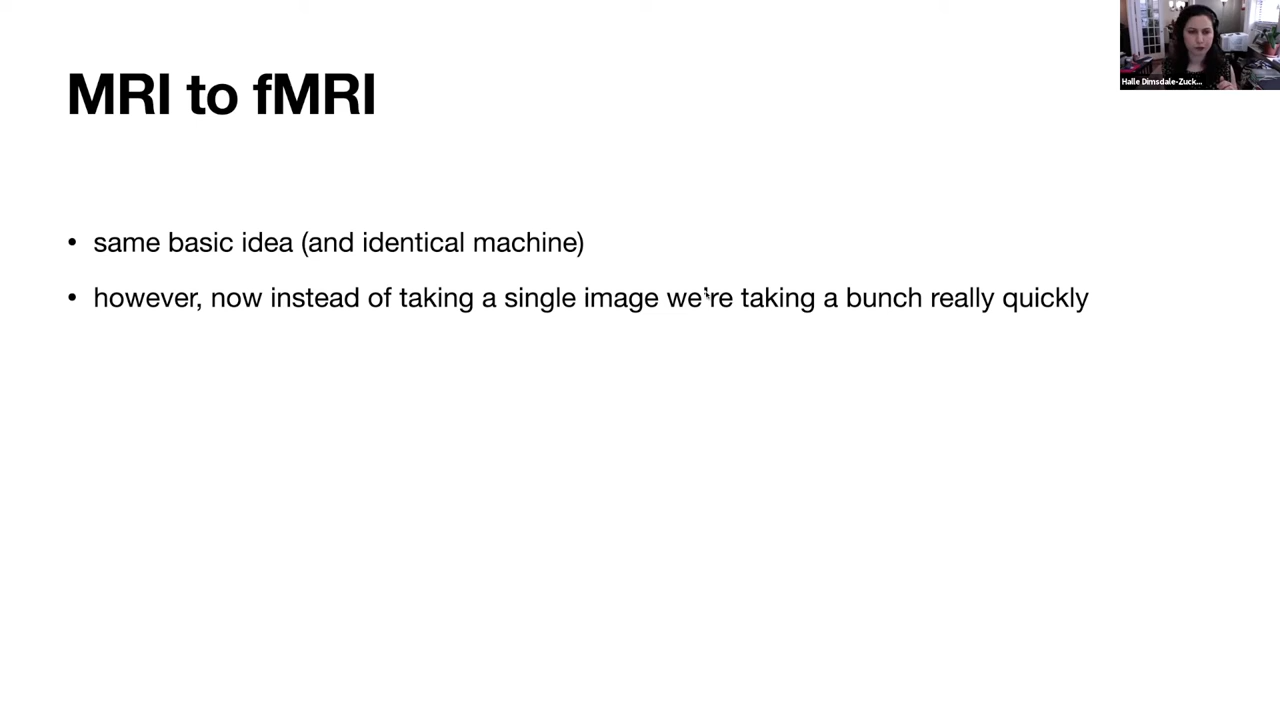 MRI to fMRI
Halle Dimsdale-Zuck...
• same basic idea (and identical machine)
• however, now instead of taking a single image we're taking a bunch really quickly